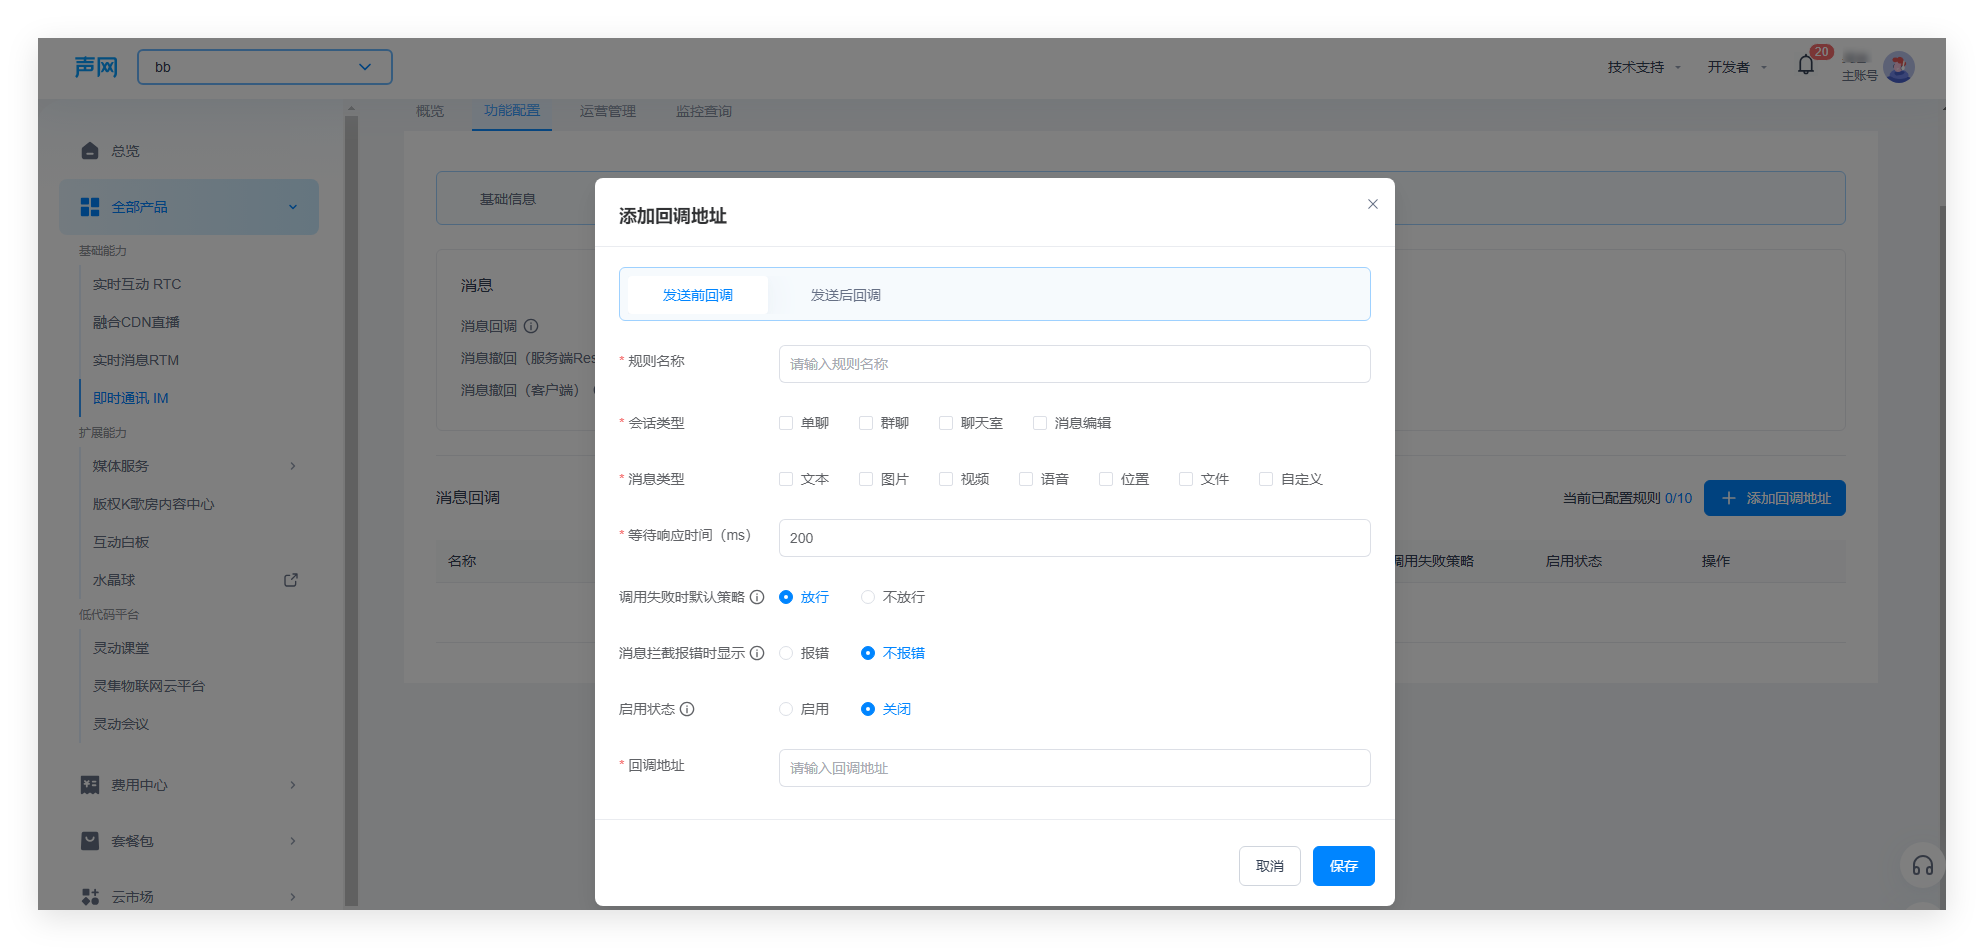 声网
bb
技术支持
开发者
20
主账号
概览
功能配置
运营管理
监控查询
总览
全部产品
基础能力
实时互动 RTC
融合CDN直播
实时消息RTM
即时通讯 IM
扩展能力
媒体服务
版权K歌房内容中心
互动白板
水晶球
低代码平台
灵动课堂
灵隼物联网云平台
灵动会议
费用中心
套餐包
云市场
基础信息
消息
消息回调
消息撤回（服务端Res
消息撤回（客户端）
消息回调
当前已配置规则 0/10
添加回调地址
名称
调用失败策略
启用状态
操作
添加回调地址
发送前回调
发送后回调
* 规则名称
请输入规则名称
* 会话类型
单聊 群聊 聊天室 消息编辑
* 消息类型
文本 图片 视频 语音 位置 文件 自定义
* 等待响应时间（ms）
200
调用失败时默认策略
放行 不放行
消息拦截报错时显示
报错 不报错
启用状态
启用 关闭
* 回调地址
请输入回调地址
取消
保存